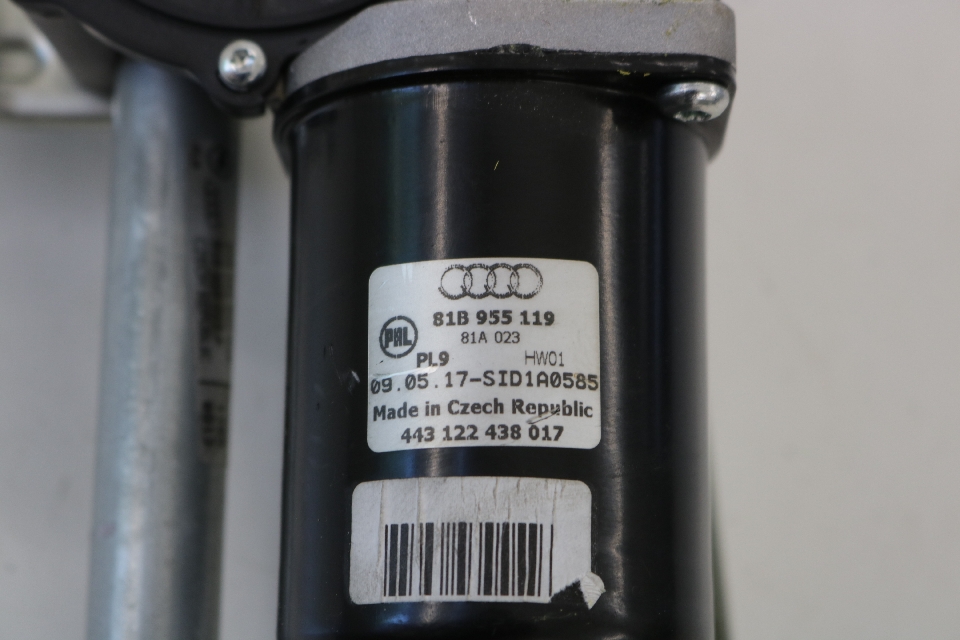 81B 955 119
PAL
81A 023
PL9 HW01
09.05.17-SID1A0585
Made in Czech Republic
443 122 438 017